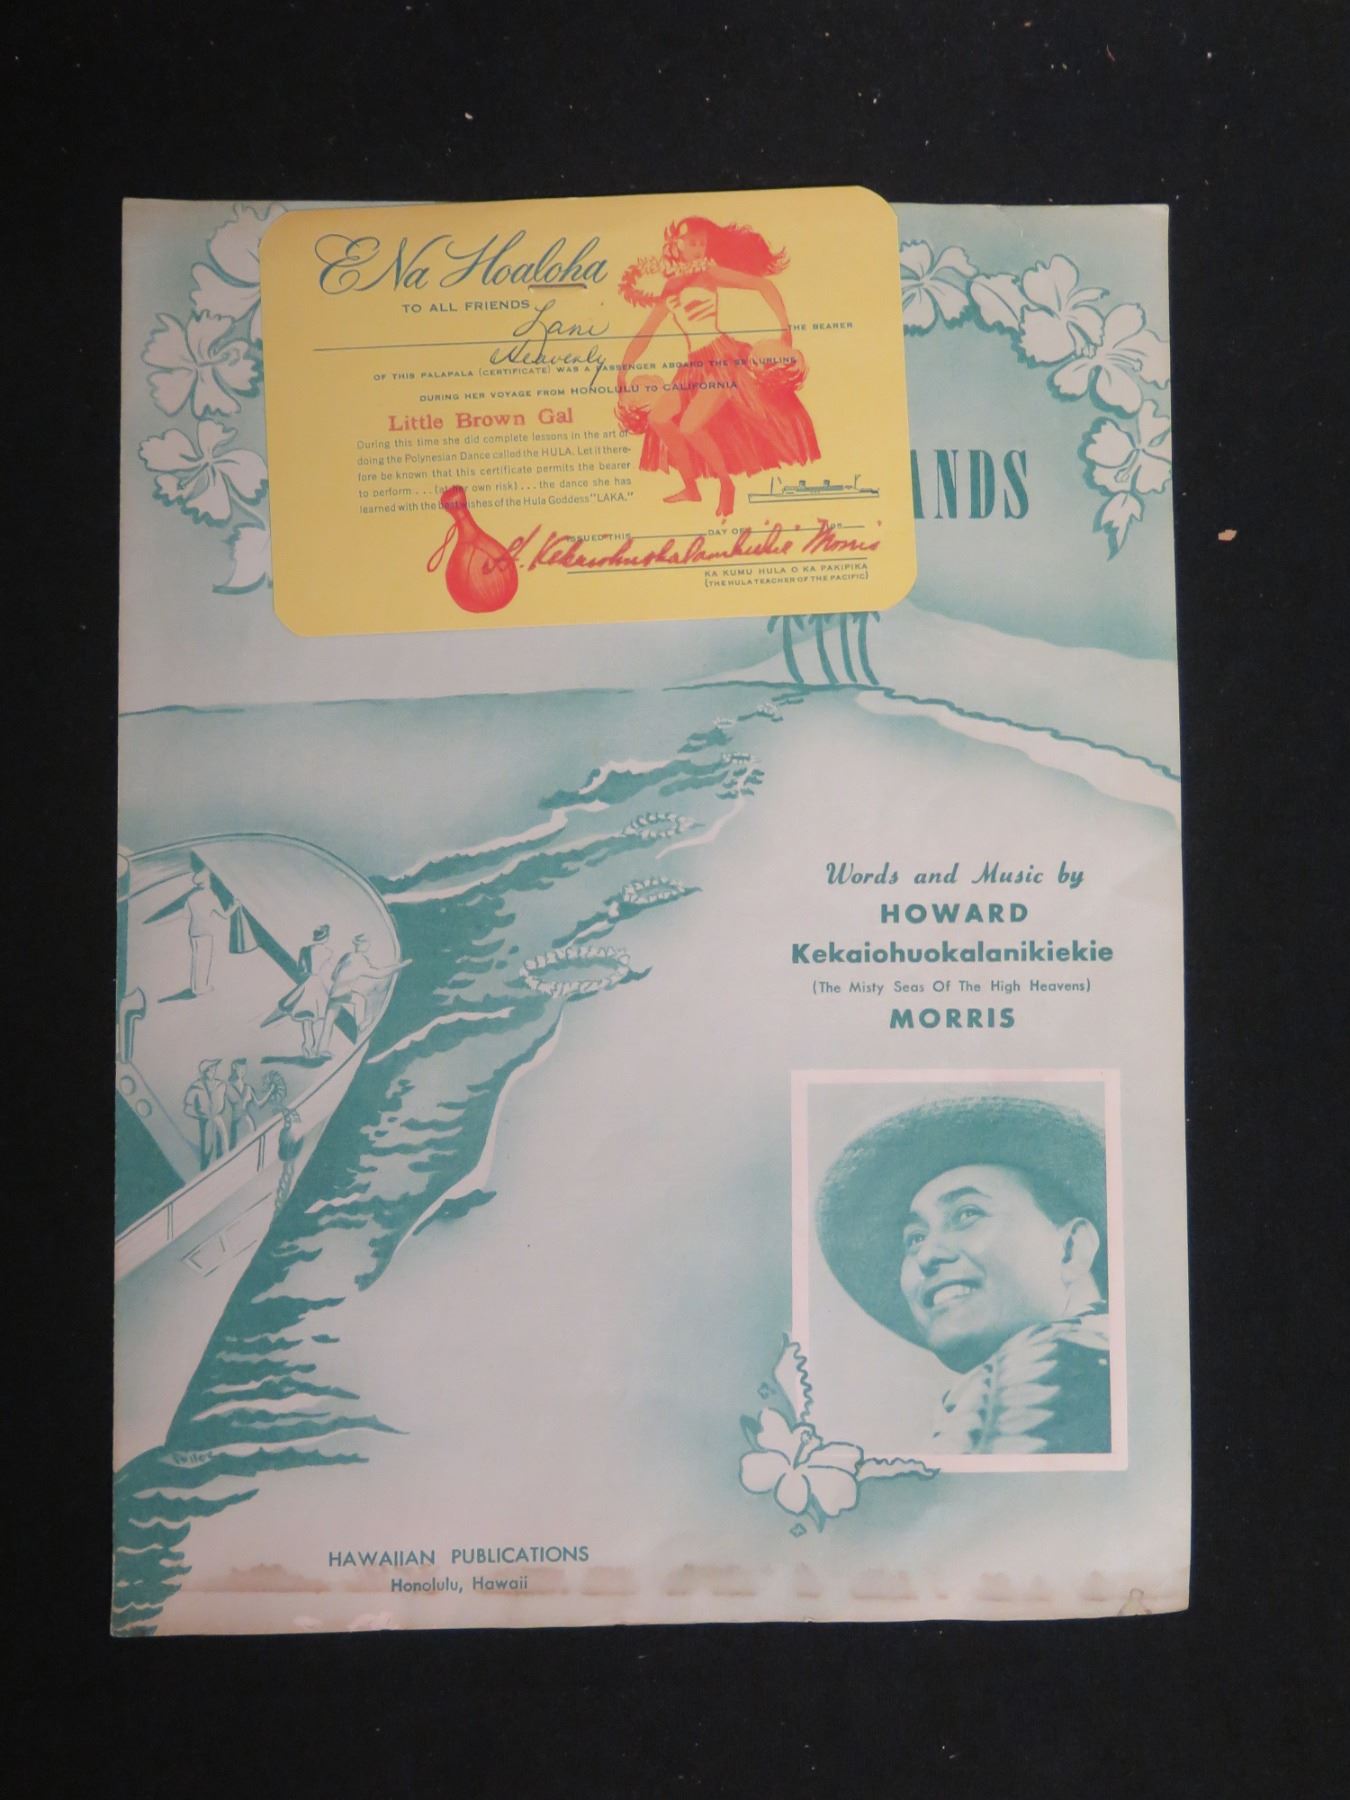 E Na Hoaloha
TO ALL FRIENDS
Lani
THE BEARER
Heavenly
OF THIS PALAPALA (CERTIFICATE) WAS A PASSENGER ABOARD THE SS LURLINE
DURING HER VOYAGE FROM HONOLULU TO CALIFORNIA
Little Brown Gal
During this time she did complete lessons in the art of
doing the Polynesian Dance called the HULA. Let it there-
fore be known that this certificate permits the bearer
to perform . . . (at her own risk) . . . the dance she has
learned with the best wishes of the Hula Goddess "LAKA."
ISSUED THIS DAY OF
H. Kekaiohuokalanikiekie Morris
KA KUMU HULA O KA PAKIPIKA
(THE HULA TEACHER OF THE PACIFIC)
ANDS
Words and Music by
HOWARD
Kekaiohuokalanikiekie
(The Misty Seas Of The High Heavens)
MORRIS
HAWAIIAN PUBLICATIONS
Honolulu, Hawaii